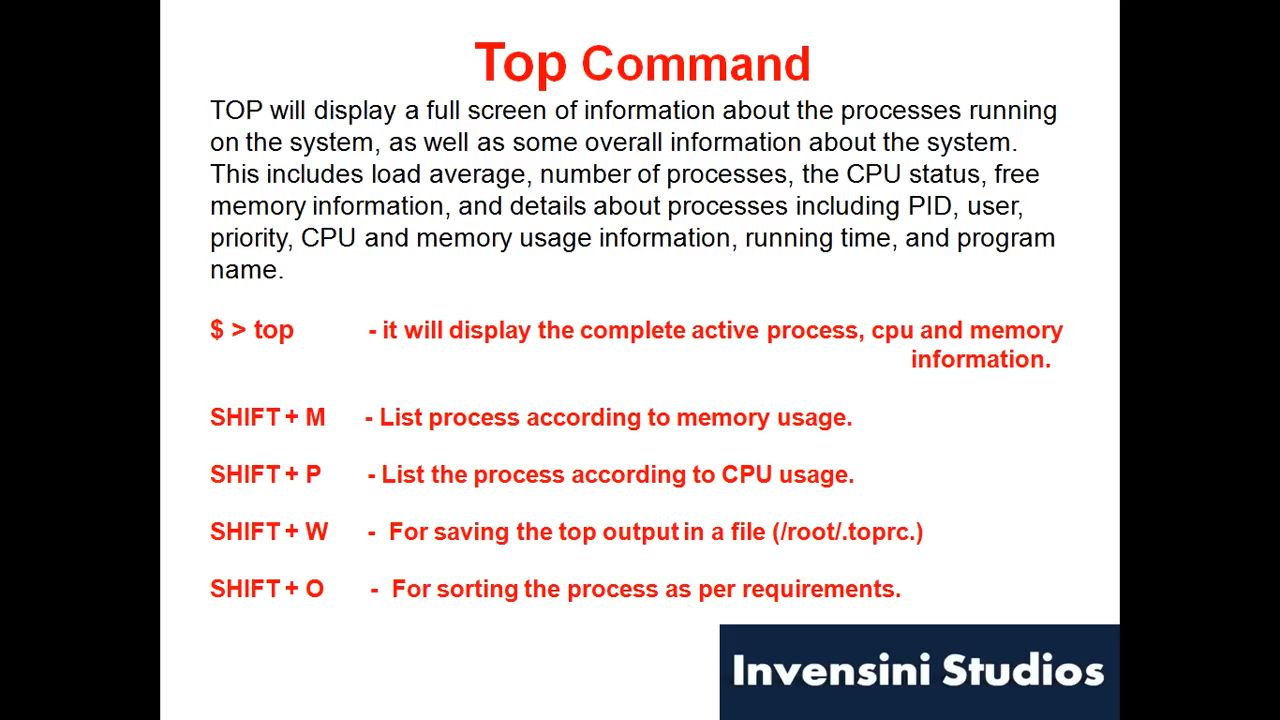 Top Command
TOP will display a full screen of information about the processes running
on the system, as well as some overall information about the system.
This includes load average, number of processes, the CPU status, free
memory information, and details about processes including PID, user,
priority, CPU and memory usage information, running time, and program
name.
$ > top - it will display the complete active process, cpu and memory
information.
SHIFT + M - List process according to memory usage.
SHIFT + P - List the process according to CPU usage.
SHIFT + W - For saving the top output in a file (/root/.toprc.)
SHIFT + O - For sorting the process as per requirements.
Invensini Studios